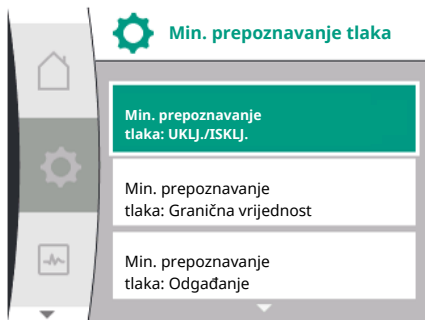 Min. prepoznavanje tlaka
Min. prepoznavanje
tlaka: UKLJ./ISKLJ.
Min. prepoznavanje
tlaka: Granična vrijednost
Min. prepoznavanje
tlaka: Odgađanje